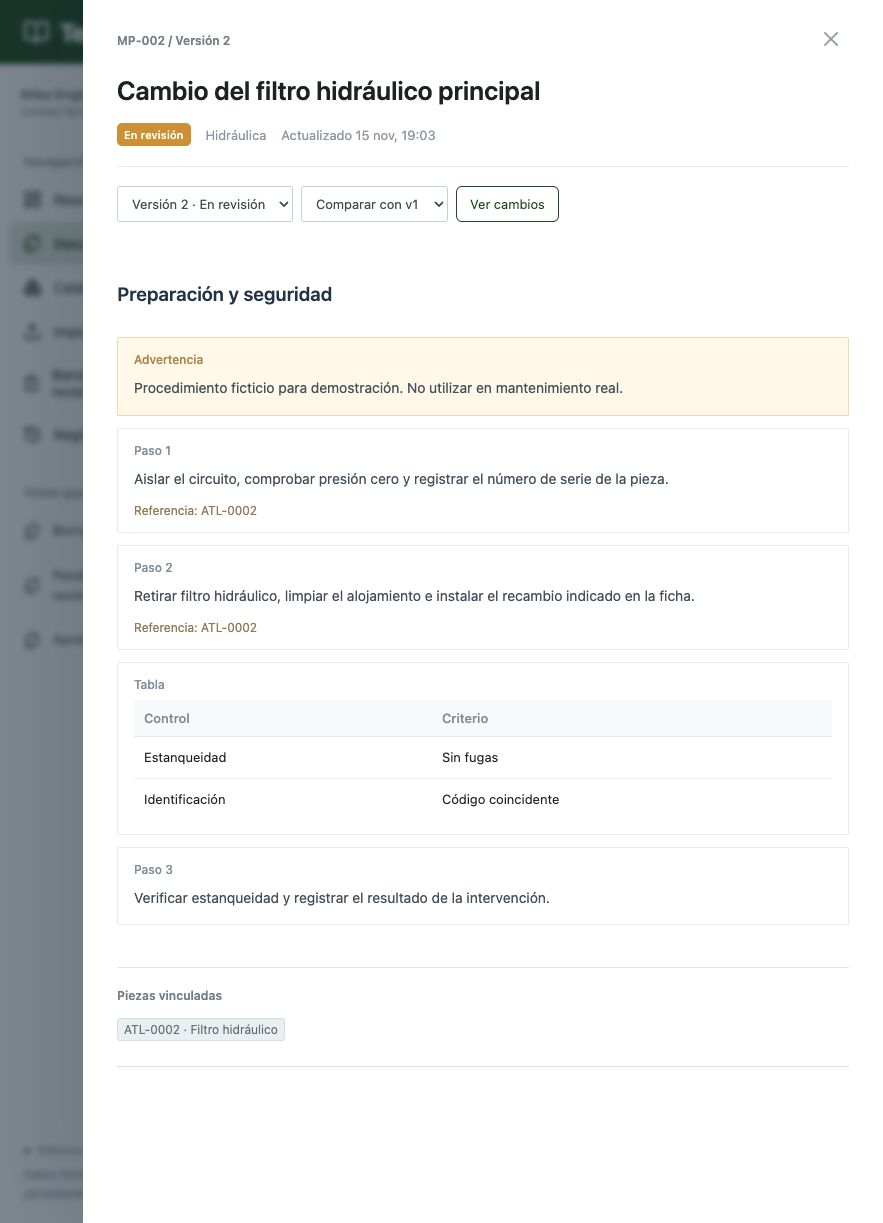 MP-002 / Versión 2
Cambio del filtro hidráulico principal
En revisión Hidráulica Actualizado 15 nov, 19:03
Versión 2 · En revisión Comparar con v1 Ver cambios
Preparación y seguridad
Advertencia
Procedimiento ficticio para demostración. No utilizar en mantenimiento real.
Paso 1
Aislar el circuito, comprobar presión cero y registrar el número de serie de la pieza.
Referencia: ATL-0002
Paso 2
Retirar filtro hidráulico, limpiar el alojamiento e instalar el recambio indicado en la ficha.
Referencia: ATL-0002
Tabla
Control Criterio
Estanqueidad Sin fugas
Identificación Código coincidente
Paso 3
Verificar estanqueidad y registrar el resultado de la intervención.
Piezas vinculadas
ATL-0002 · Filtro hidráulico